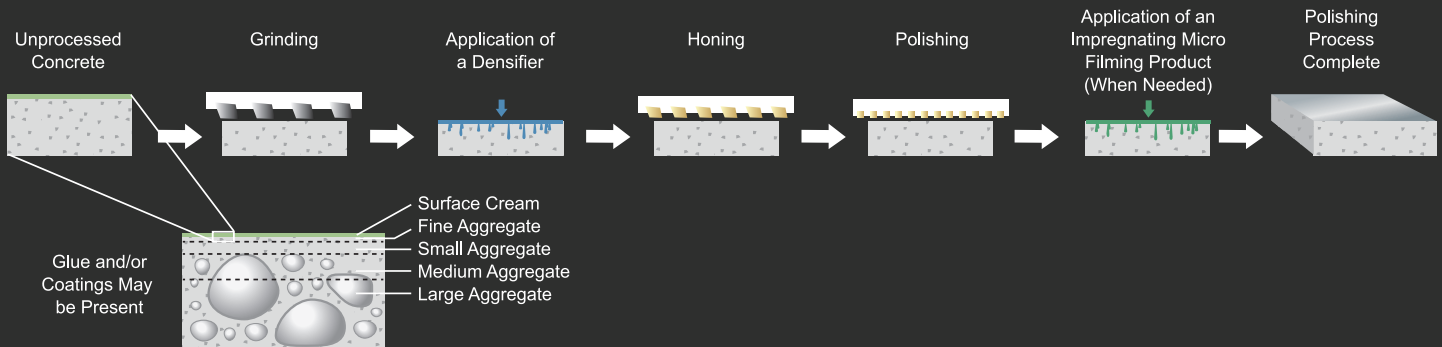 Unprocessed
Concrete
Grinding
Application of
a Densifier
Honing
Polishing
Application of an
Impregnating Micro
Filming Product
(When Needed)
Polishing
Process
Complete
Surface Cream
Fine Aggregate
Small Aggregate
Medium Aggregate
Large Aggregate
Glue and/or
Coatings May
be Present